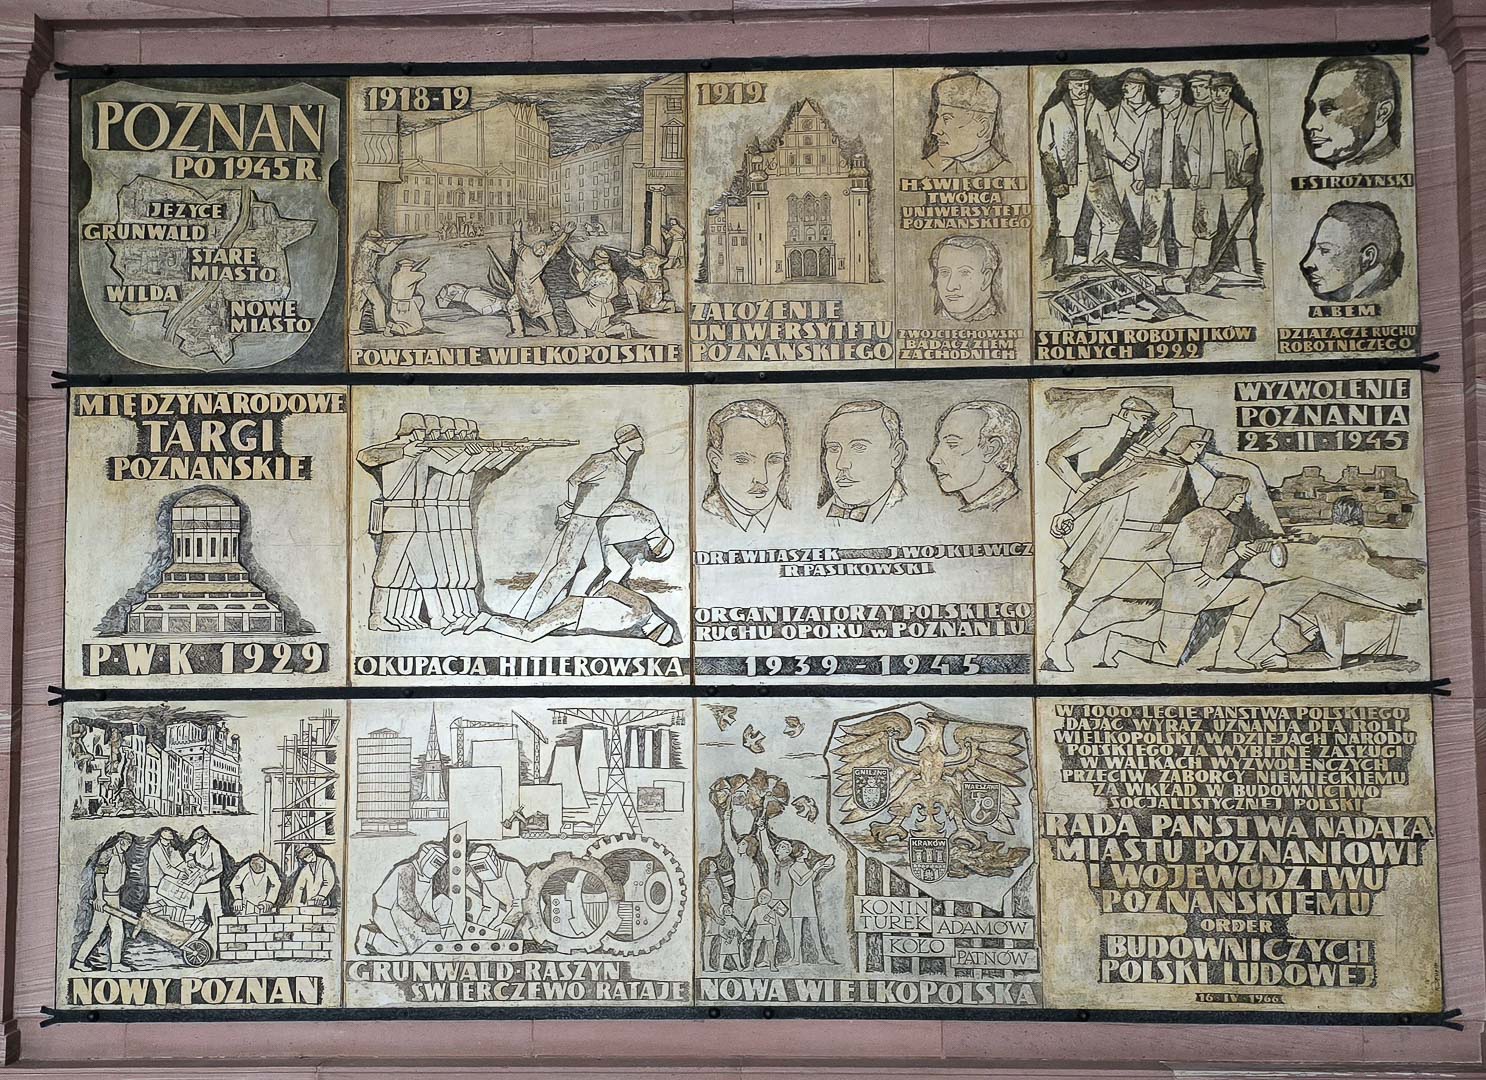 POZNAŃ
PO 1945 R.
JEŻYCE
GRUNWALD
STARE
MIASTO
WILDA
NOWE
MIASTO
1918-19
POWSTANIE WIELKOPOLSKIE
1919
ZAŁOŻENIE
UNIWERSYTETU
POZNAŃSKIEGO
H.ŚWIĘCICKI
TWÓRCA
UNIWERSYTETU
POZNAŃSKIEGO
Z.WOJCIECHOWSKI
BADACZ ZIEM
ZACHODNICH
STRAJKI ROBOTNIKÓW
ROLNYCH 1922
F.STRÓŻYŃSKI
A.BEM
DZIAŁACZE RUCHU
ROBOTNICZEGO
MIĘDZYNARODOWE
TARGI
POZNAŃSKIE
P·W·K· 1929
OKUPACJA HITLEROWSKA
DR F.WITASZEK J.WOJKIEWICZ
R.PASIKOWSKI
ORGANIZATORZY POLSKIEGO
RUCHU OPORU W POZNANIU
1939 - 1945
WYZWOLENIE
POZNANIA
23·II·1945
NOWY POZNAŃ
GRUNWALD·RASZYN
ŚWIERCZEWO RATAJE
GNIEZNO
WARSZAWA
KRAKÓW
KONIN
TUREK
ADAMÓW
KOŁO
PĄTNÓW
NOWA WIELKOPOLSKA
W 1000-LECIE PAŃSTWA POLSKIEGO,
DAJĄC WYRAZ UZNANIA DLA ROLI
WIELKOPOLSKI W DZIEJACH NARODU
POLSKIEGO ZA WYBITNE ZASŁUGI
W WALKACH WYZWOLEŃCZYCH
PRZECIW ZABORCY NIEMIECKIEMU
ZA WKŁAD W BUDOWNICTWO
SOCJALISTYCZNEJ POLSKI
RADA PAŃSTWA NADAŁA
MIASTU POZNANIOWI
I WOJEWÓDZTWU
POZNAŃSKIEMU
ORDER
BUDOWNICZYCH
POLSKI LUDOWEJ
16·IV·1966